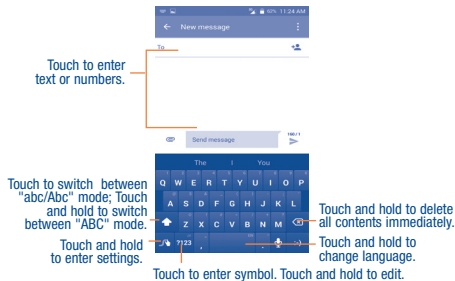 65% 11:24 AM
New message
To
Touch to enter
text or numbers.
160/1
Send message
The I You
Q W E R T Y U I O P
Touch to switch between
"abc/Abc" mode; Touch
and hold to switch
between "ABC" mode.
A S D F G H J K L
Z X C V B N M
Touch and hold to delete
all contents immediately.
Touch and hold
to enter settings.
?123 , . :-)
Touch and hold to
change language.
Touch to enter symbol. Touch and hold to edit.